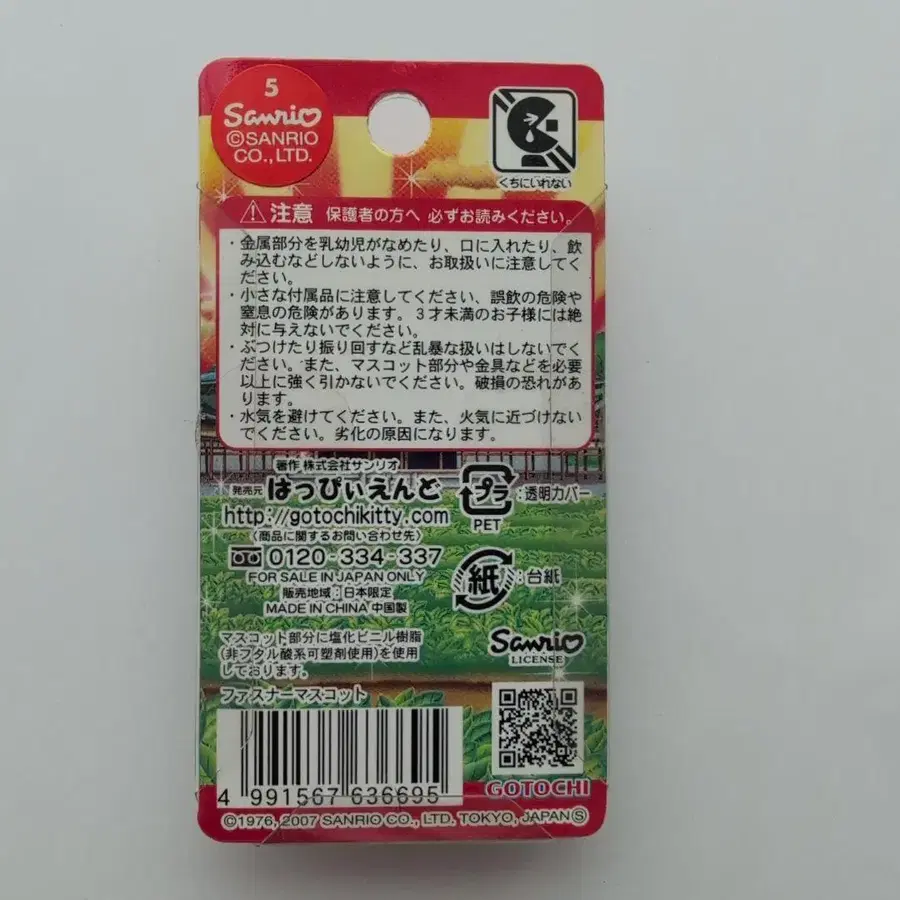 5
Sanrio
©SANRIO
CO., LTD.
くちにいれない
注意 保護者の方へ 必ずお読みください。
・金属部分を乳幼児がなめたり、口に入れたり、飲
み込むなどしないように、お取扱いに注意してく
ださい。
・小さな付属品に注意してください、誤飲の危険や
窒息の危険があります。3才未満のお子様には絶
対に与えないでください。
・ぶつけたり振り回すなど乱暴な扱いはしないでく
ださい。また、マスコット部分や金具などを必要
以上に強く引かないでください。破損の恐れがあ
ります。
・水気を避けてください。また、火気に近づけない
でください。劣化の原因になります。
著作 株式会社サンリオ
発売元 はっぴぃえんど
http://gotochikitty.com
(商品に関するお問い合わせ先)
0120-334-337
FOR SALE IN JAPAN ONLY
販売地域:日本限定
MADE IN CHINA 中国製
プラ :透明カバー
PET
紙 :台紙
マスコット部分に塩化ビニル樹脂
(非フタル酸系可塑剤使用)を使用
しております。
ファスナーマスコット
Sanrio
LICENSE
4 991567 636695
GOTOCHI
©1976, 2007 SANRIO CO., LTD. TOKYO, JAPAN Ⓢ